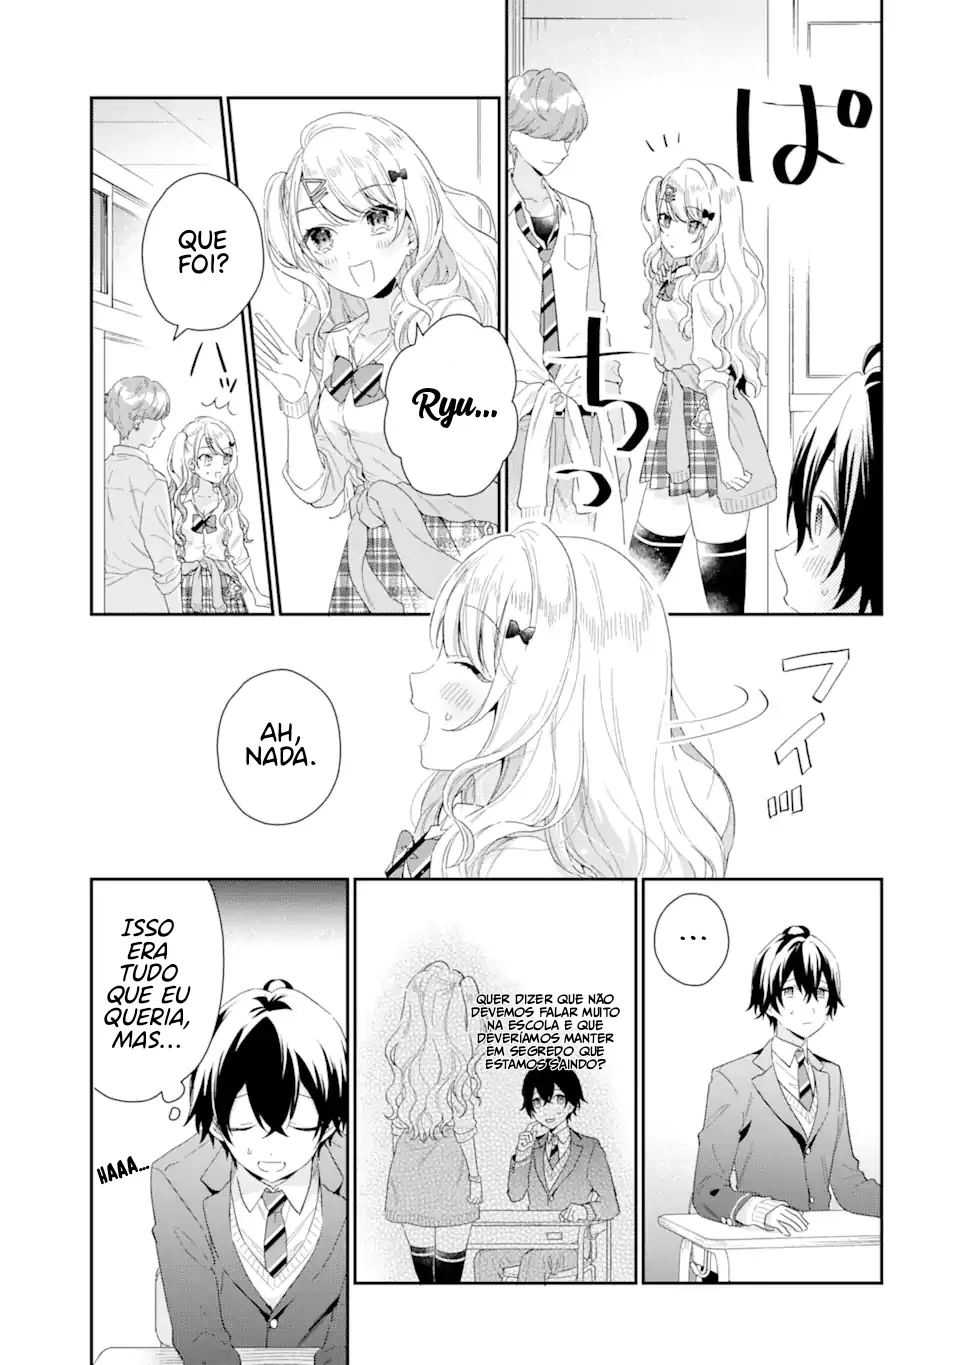 ぱ
ちっ
Ryu...
QUE
FOI?
フイ
AH,
NADA.
...
QUER DIZER QUE NÃO
DEVEMOS FALAR MUITO
NA ESCOLA E QUE
DEVERÍAMOS MANTER
EM SEGREDO QUE
ESTAMOS SAINDO?
ISSO
ERA
TUDO
QUE EU
QUERIA,
MAS...
HAAA...